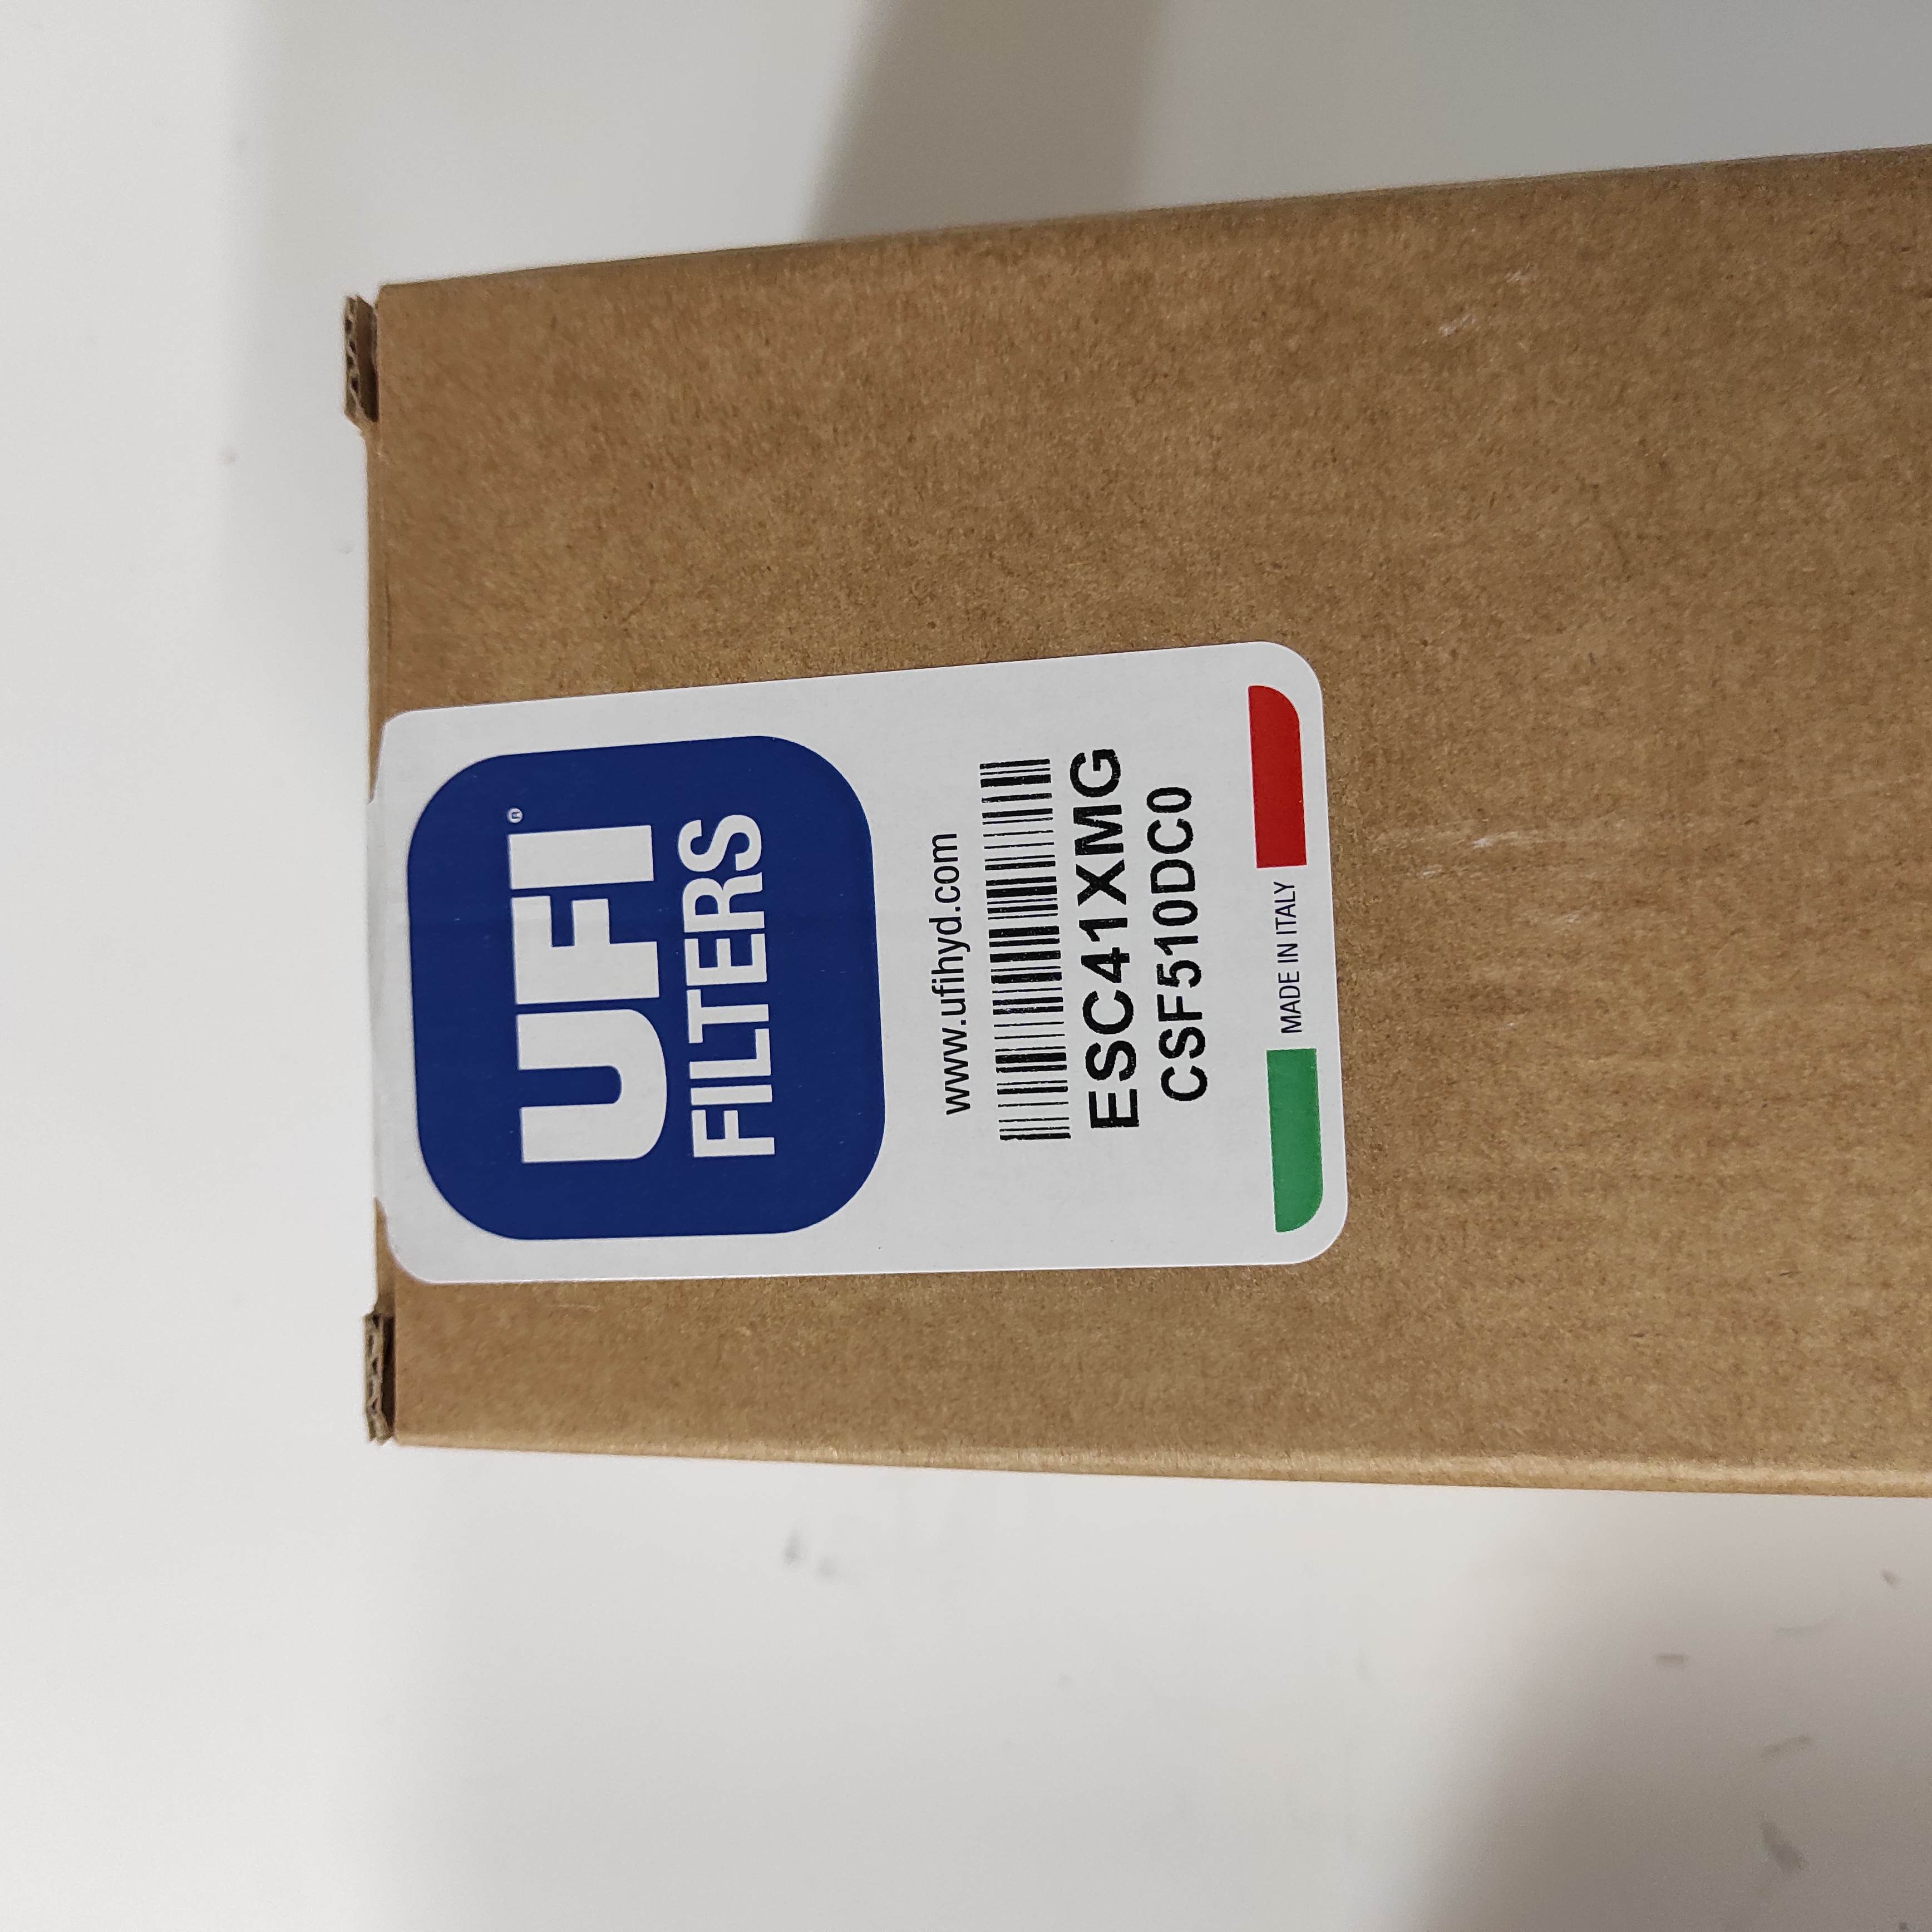 UFI®
FILTERS
www.ufihyd.com
ESC41XMG
CSF510DC0
MADE IN ITALY